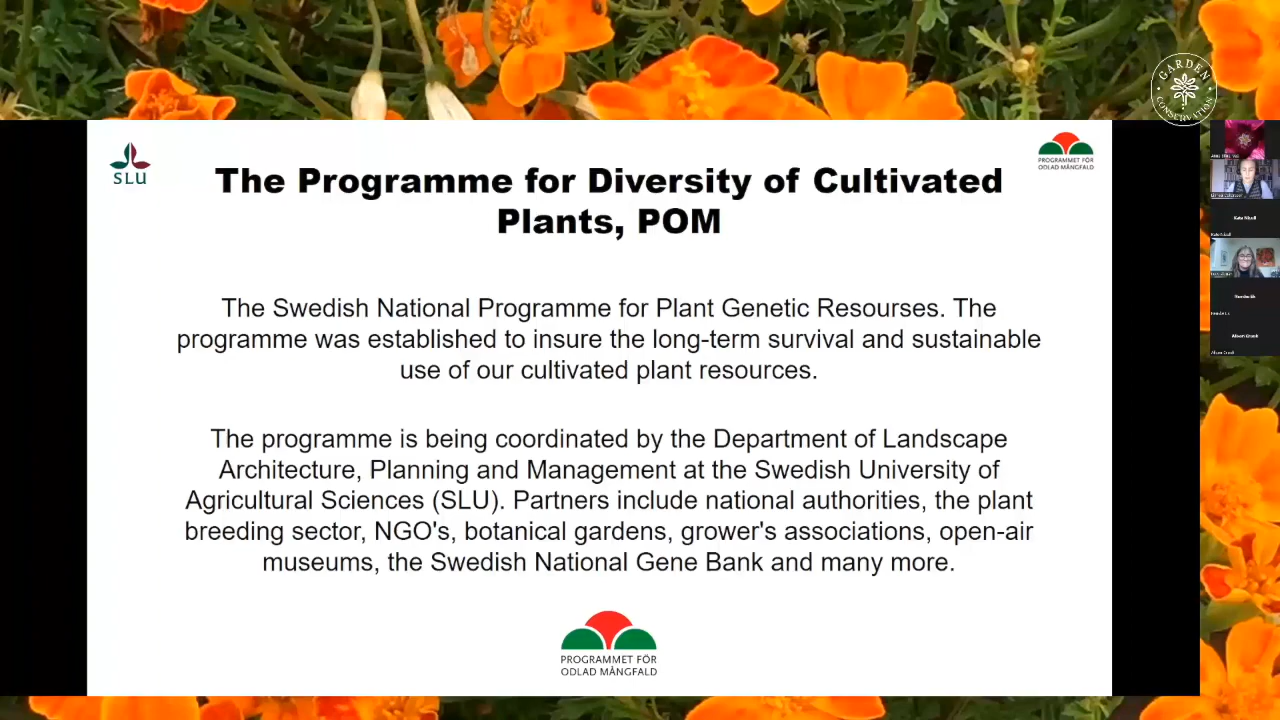 GARDEN
CONSERVATION
SLU
PROGRAMMET FÖR
ODLAD MÅNGFALD
The Programme for Diversity of Cultivated
Plants, POM
The Swedish National Programme for Plant Genetic Resourses. The
programme was established to insure the long-term survival and sustainable
use of our cultivated plant resources.
The programme is being coordinated by the Department of Landscape
Architecture, Planning and Management at the Swedish University of
Agricultural Sciences (SLU). Partners include national authorities, the plant
breeding sector, NGO's, botanical gardens, grower's associations, open-air
museums, the Swedish National Gene Bank and many more.
PROGRAMMET FÖR
ODLAD MÅNGFALD